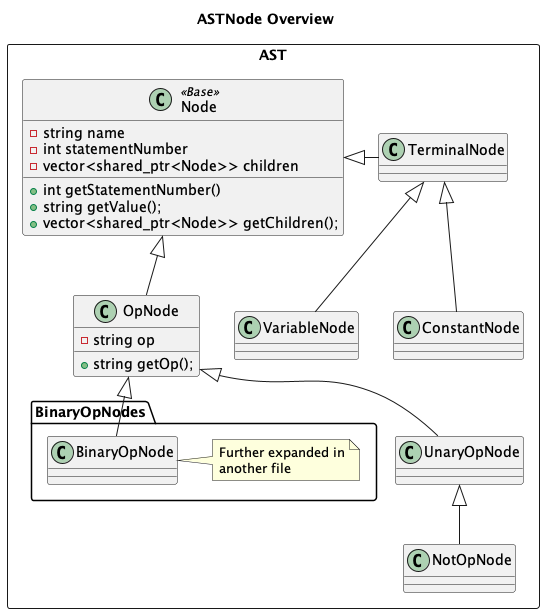 ASTNode Overview
AST
C «Base»
Node
string name
int statementNumber
vector<shared_ptr<Node>> children
int getStatementNumber()
string getValue();
vector<shared_ptr<Node>> getChildren();
C TerminalNode
C OpNode
string op
string getOp();
C VariableNode
C ConstantNode
BinaryOpNodes
C BinaryOpNode
Further expanded in
another file
C UnaryOpNode
C NotOpNode